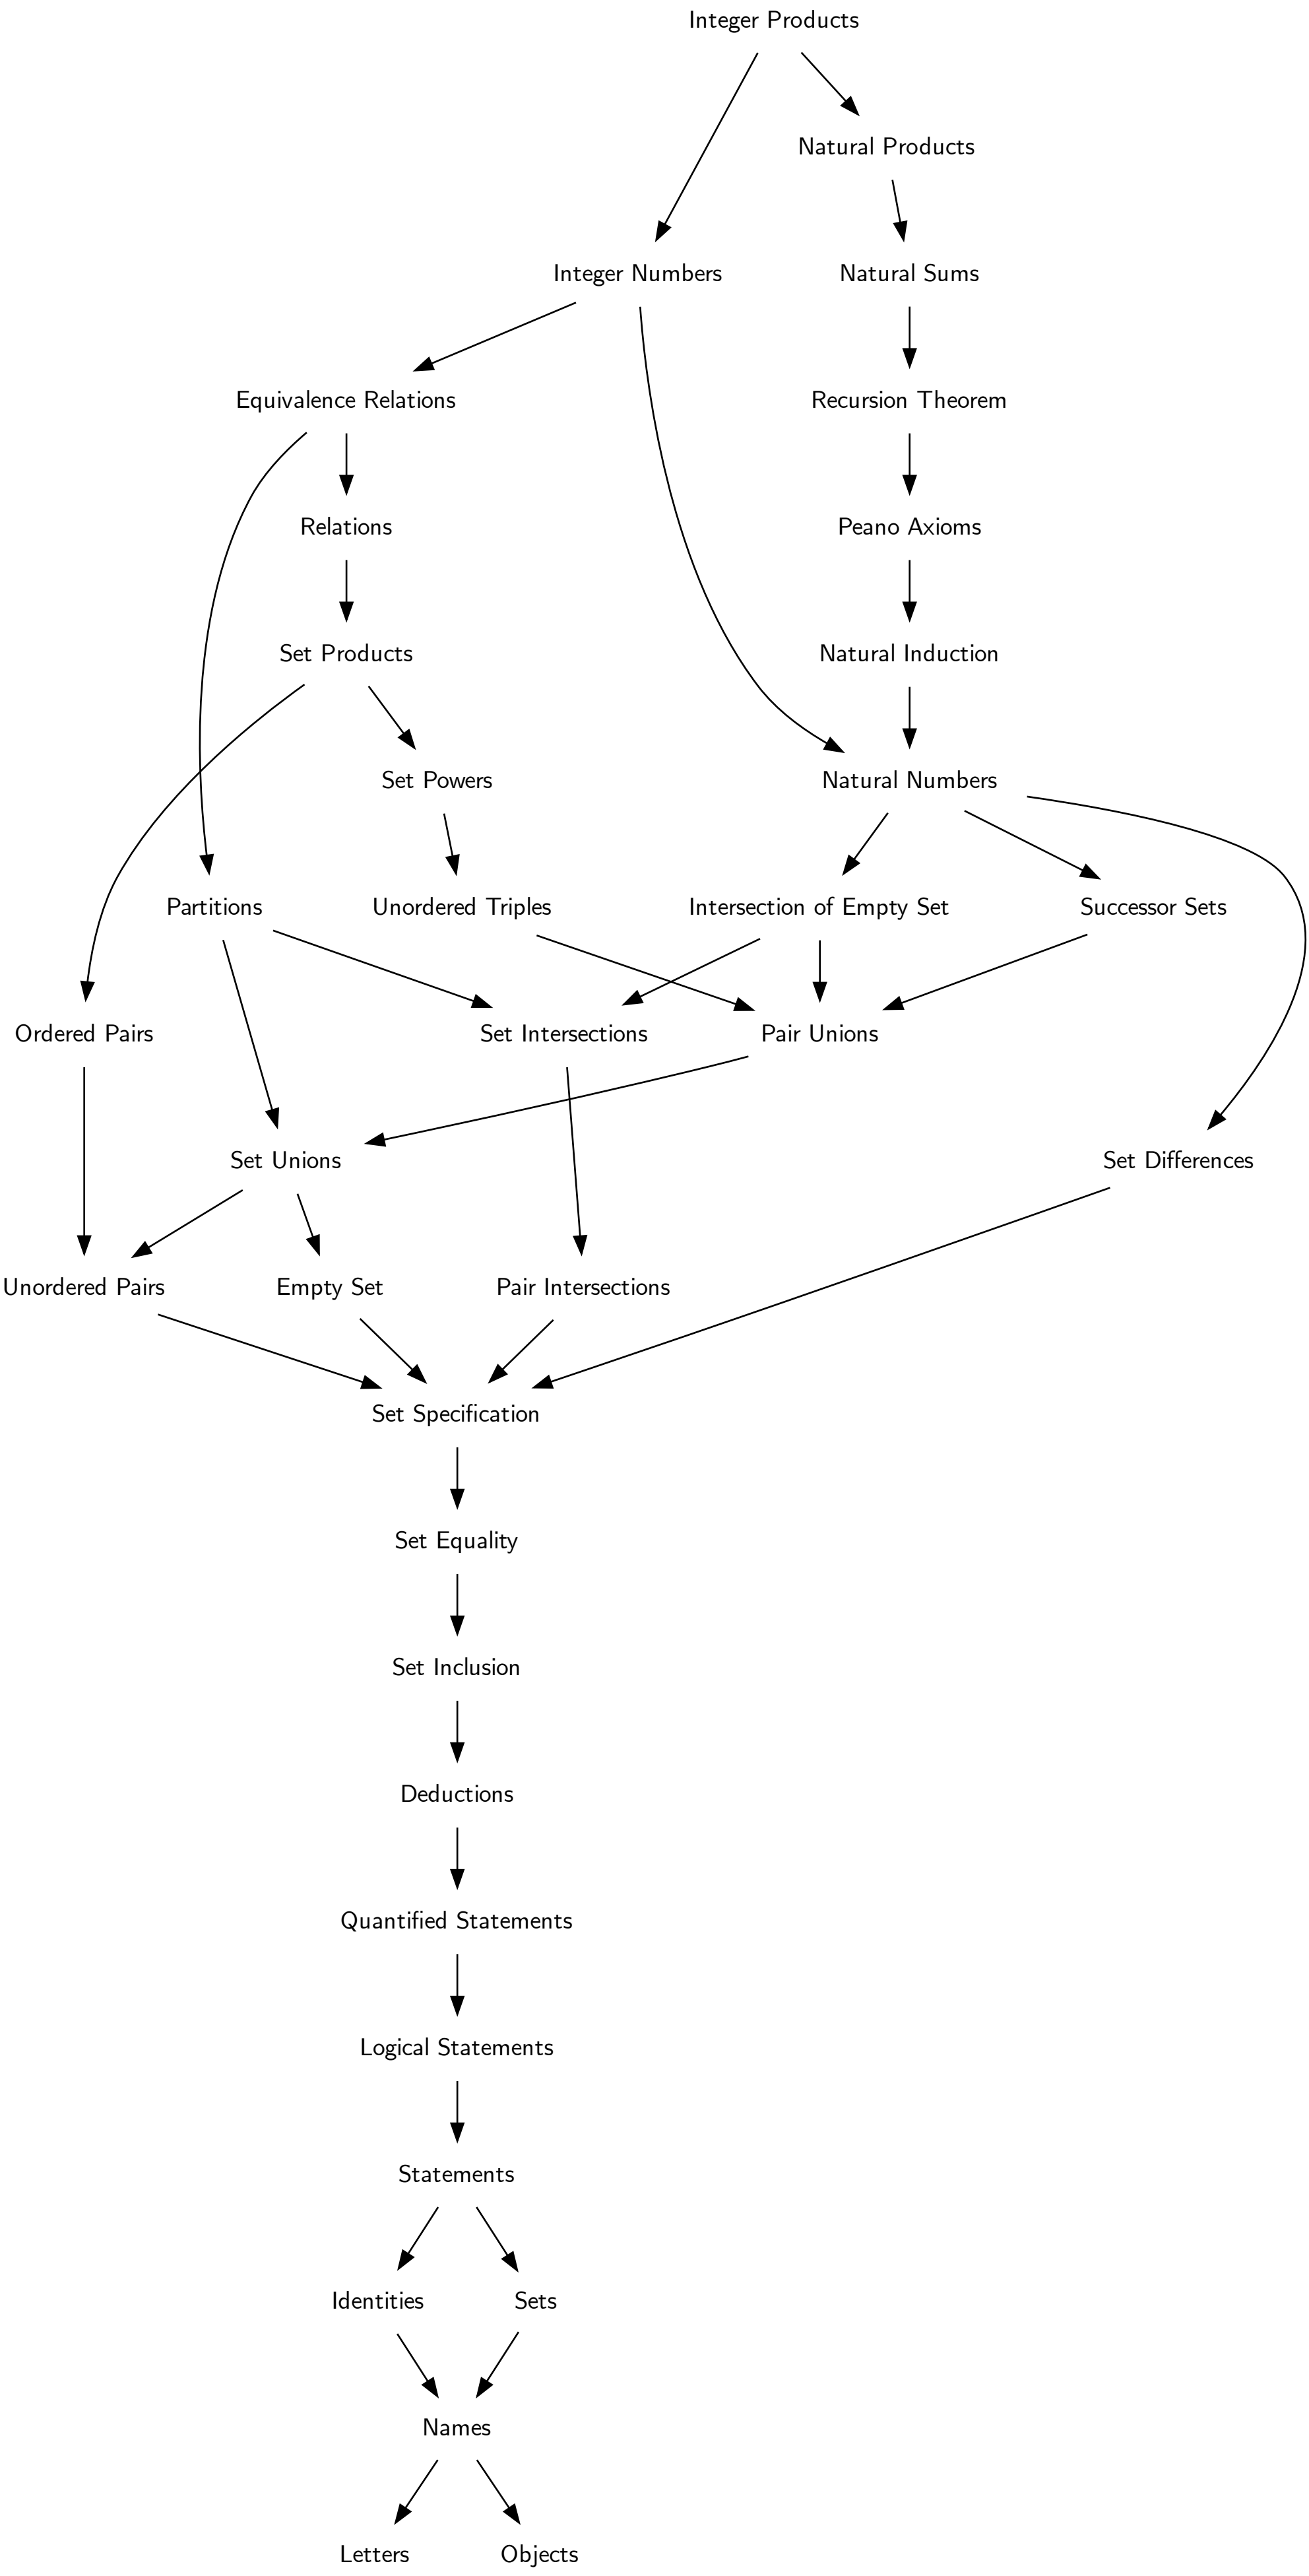 Integer Products
Natural Products
Integer Numbers
Natural Sums
Equivalence Relations
Recursion Theorem
Relations
Peano Axioms
Set Products
Natural Induction
Set Powers
Natural Numbers
Partitions
Unordered Triples
Intersection of Empty Set
Successor Sets
Ordered Pairs
Set Intersections
Pair Unions
Set Unions
Set Differences
Unordered Pairs
Empty Set
Pair Intersections
Set Specification
Set Equality
Set Inclusion
Deductions
Quantified Statements
Logical Statements
Statements
Identities
Sets
Names
Letters
Objects